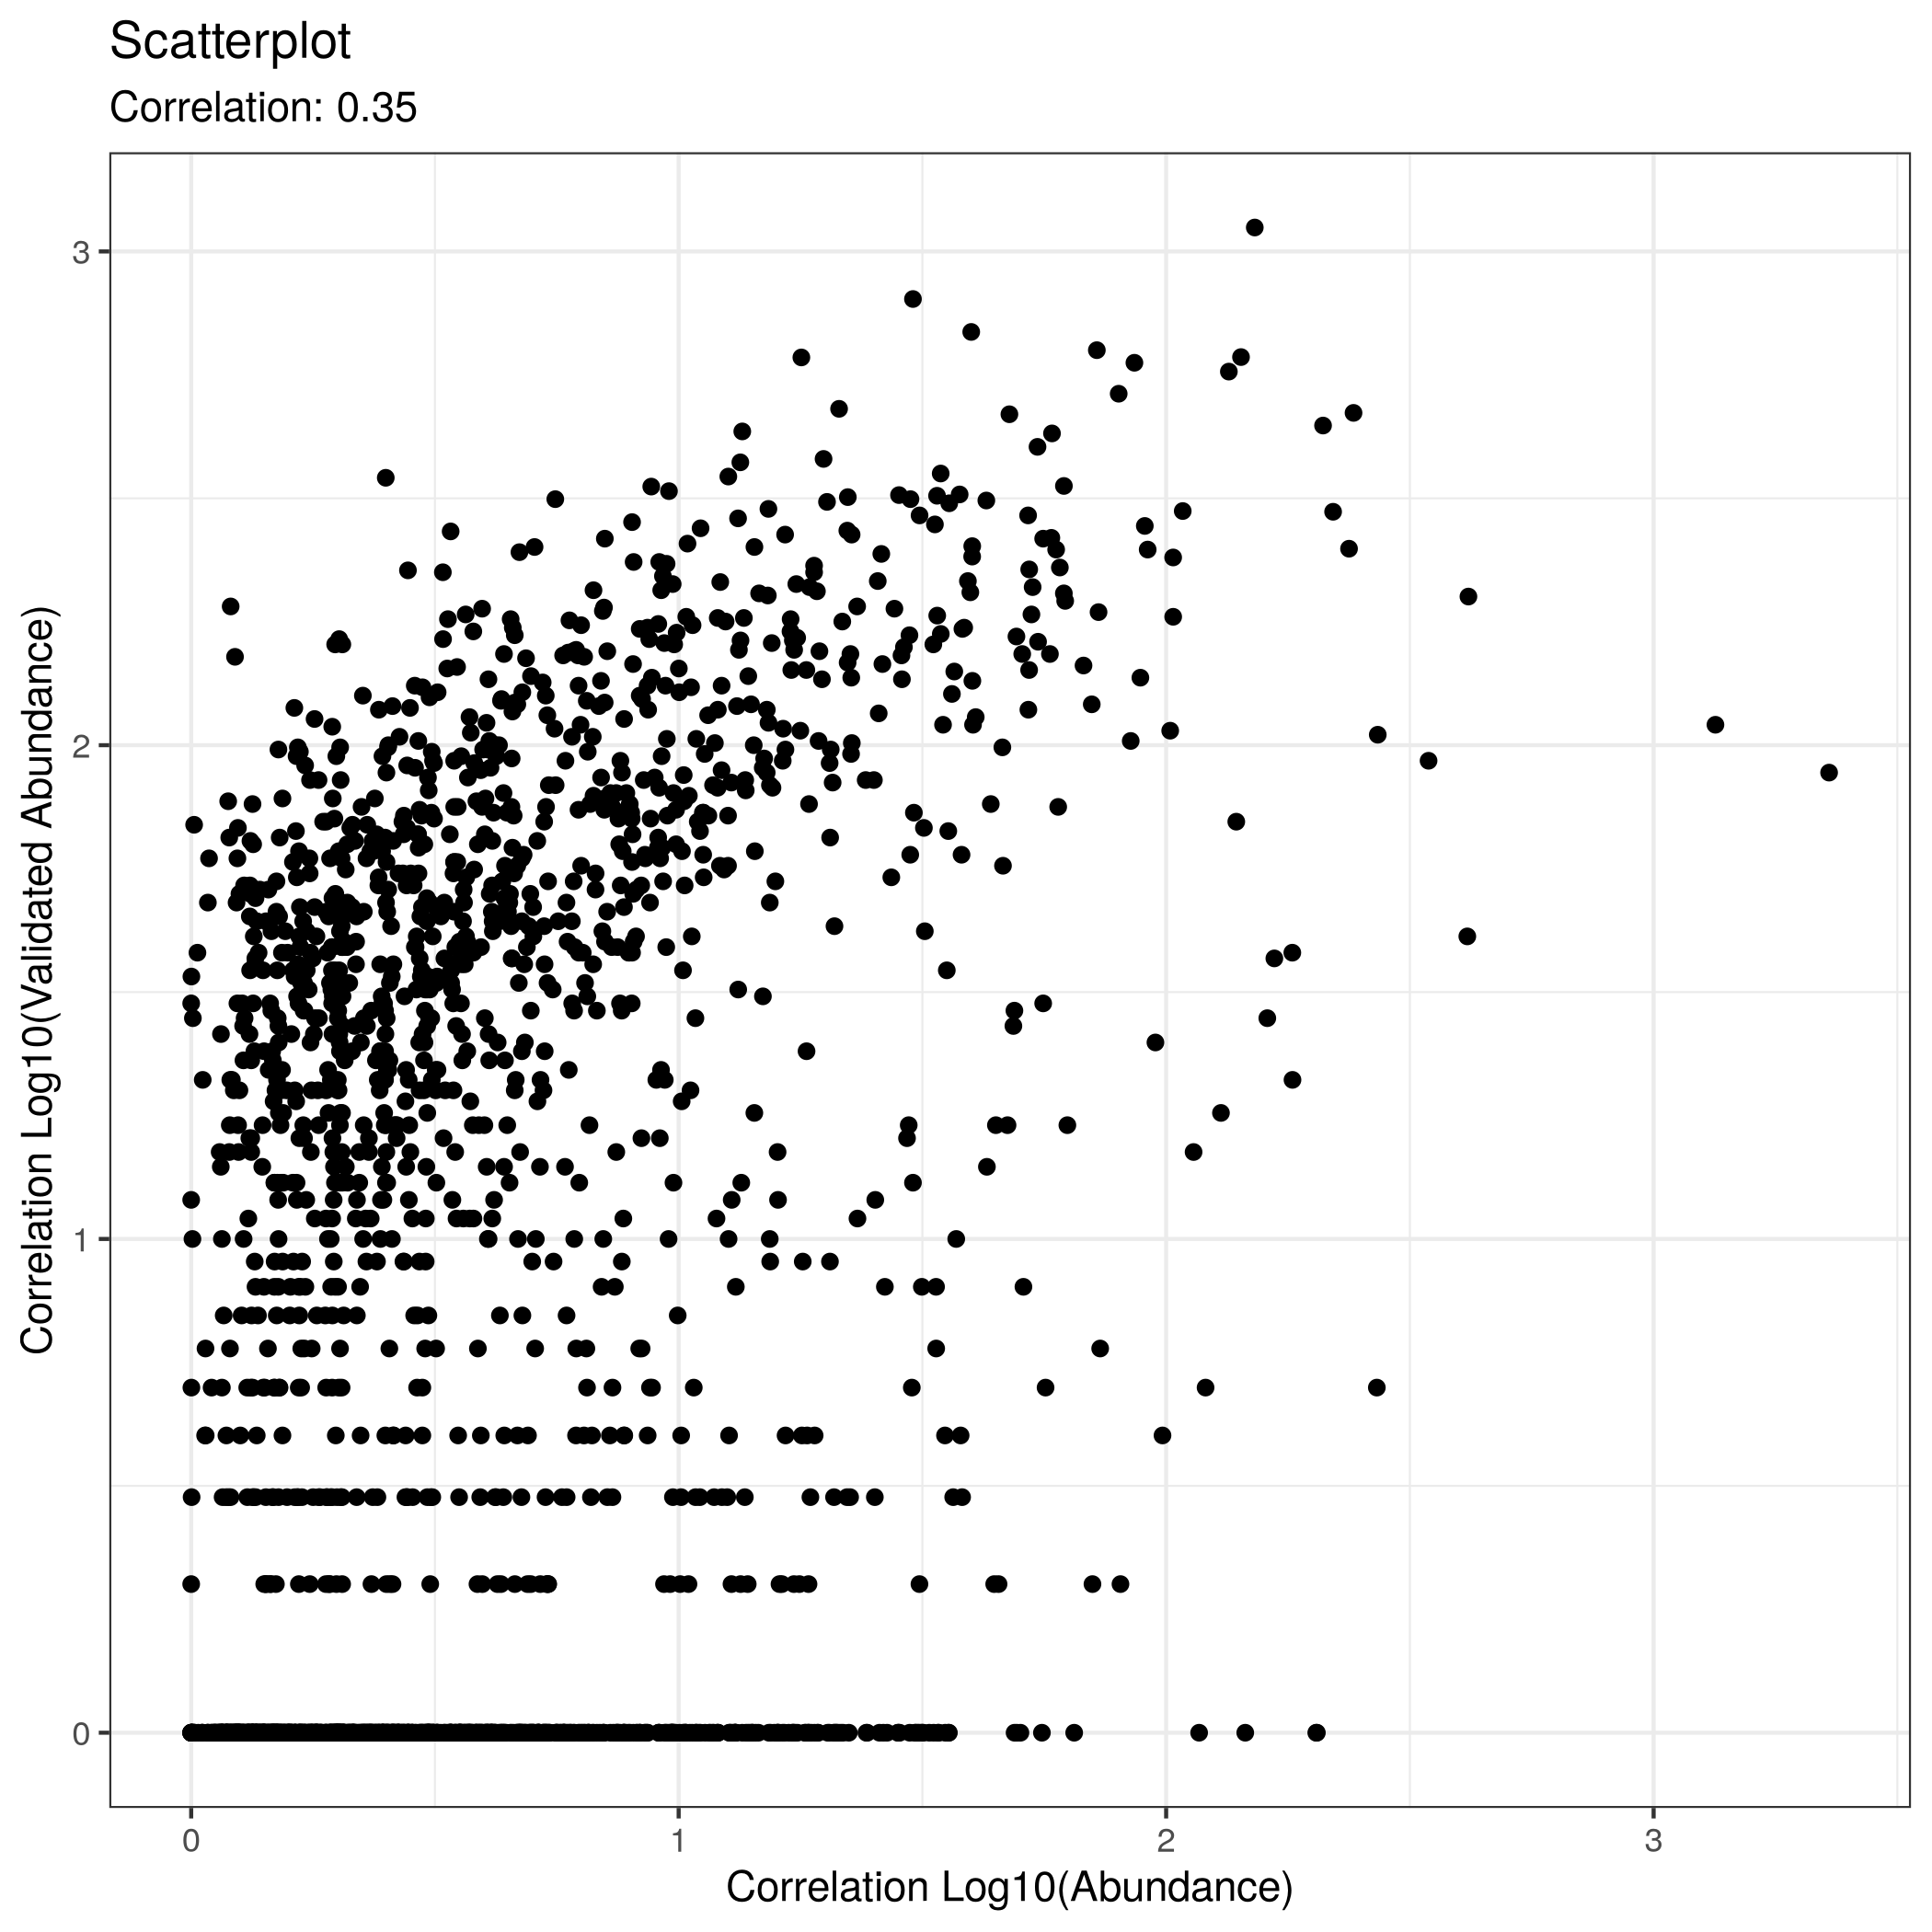 Scatterplot
Correlation: 0.35
Correlation Log10(Validated Abundance)
3
2
1
0
0
1
2
3
Correlation Log10(Abundance)